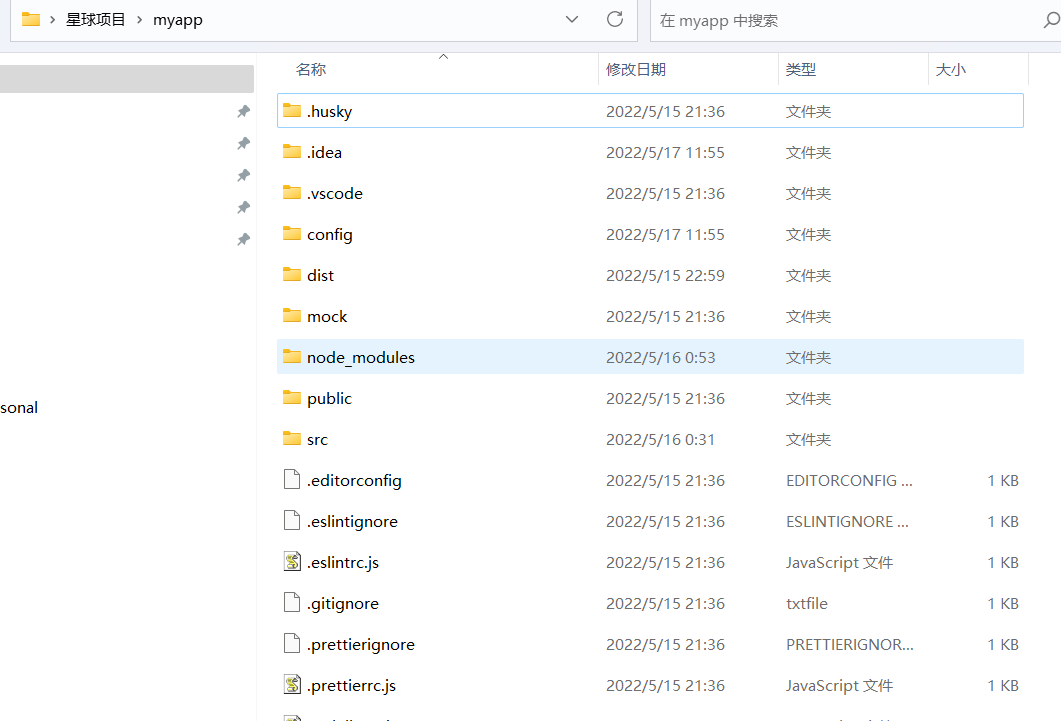 星球项目 > myapp
在 myapp 中搜索
名称 修改日期 类型 大小
.husky 2022/5/15 21:36 文件夹
.idea 2022/5/17 11:55 文件夹
.vscode 2022/5/15 21:36 文件夹
config 2022/5/17 11:55 文件夹
dist 2022/5/15 22:59 文件夹
mock 2022/5/15 21:36 文件夹
node_modules 2022/5/16 0:53 文件夹
public 2022/5/15 21:36 文件夹
sonal
src 2022/5/16 0:31 文件夹
.editorconfig 2022/5/15 21:36 EDITORCONFIG ... 1 KB
.eslintignore 2022/5/15 21:36 ESLINTIGNORE ... 1 KB
.eslintrc.js 2022/5/15 21:36 JavaScript 文件 1 KB
.gitignore 2022/5/15 21:36 txtfile 1 KB
.prettierignore 2022/5/15 21:36 PRETTIERIGNOR... 1 KB
.prettierrc.js 2022/5/15 21:36 JavaScript 文件 1 KB